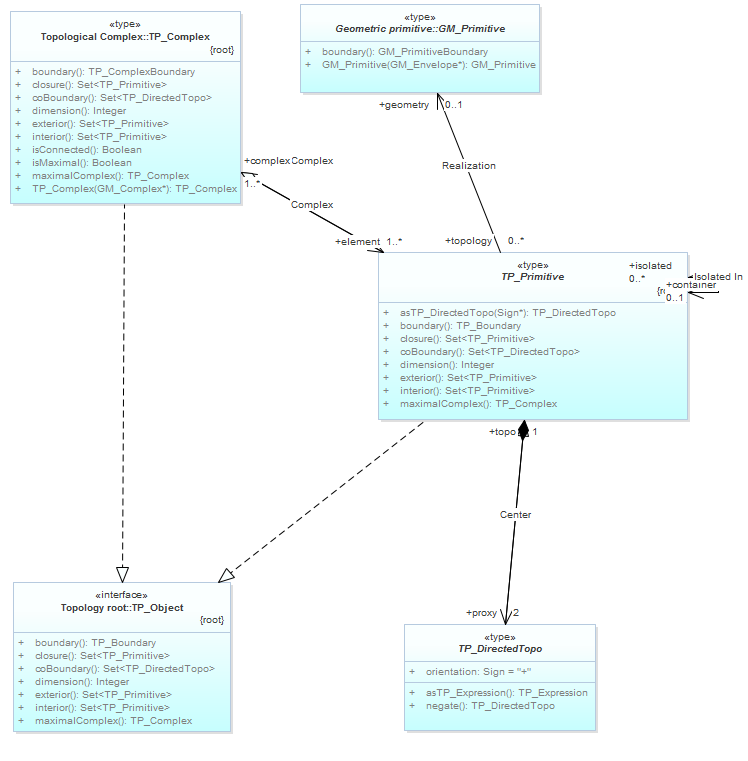 «type»
Topological Complex::TP_Complex
{root}
+ boundary(): TP_ComplexBoundary
+ closure(): Set<TP_Primitive>
+ coBoundary(): Set<TP_DirectedTopo>
+ dimension(): Integer
+ exterior(): Set<TP_Primitive>
+ interior(): Set<TP_Primitive>
+ isConnected(): Boolean
+ isMaximal(): Boolean
+ maximalComplex(): TP_Complex
+ TP_Complex(GM_Complex*): TP_Complex
«type»
Geometric primitive::GM_Primitive
+ boundary(): GM_PrimitiveBoundary
+ GM_Primitive(GM_Envelope*): GM_Primitive
+geometry 0..1
Realization
+topology 0..*
+complexComplex
1..*
Complex
+element 1..*
«type»
TP_Primitive
+ asTP_DirectedTopo(Sign*): TP_DirectedTopo
+ boundary(): TP_Boundary
+ closure(): Set<TP_Primitive>
+ coBoundary(): Set<TP_DirectedTopo>
+ dimension(): Integer
+ exterior(): Set<TP_Primitive>
+ interior(): Set<TP_Primitive>
+ maximalComplex(): TP_Complex
+isolated
0..*
Isolated In
+container
0..1
+topo 1
Center
+proxy 2
«interface»
Topology root::TP_Object
{root}
+ boundary(): TP_Boundary
+ closure(): Set<TP_Primitive>
+ coBoundary(): Set<TP_DirectedTopo>
+ dimension(): Integer
+ exterior(): Set<TP_Primitive>
+ interior(): Set<TP_Primitive>
+ maximalComplex(): TP_Complex
«type»
TP_DirectedTopo
+ orientation: Sign = "+"
+ asTP_Expression(): TP_Expression
+ negate(): TP_DirectedTopo